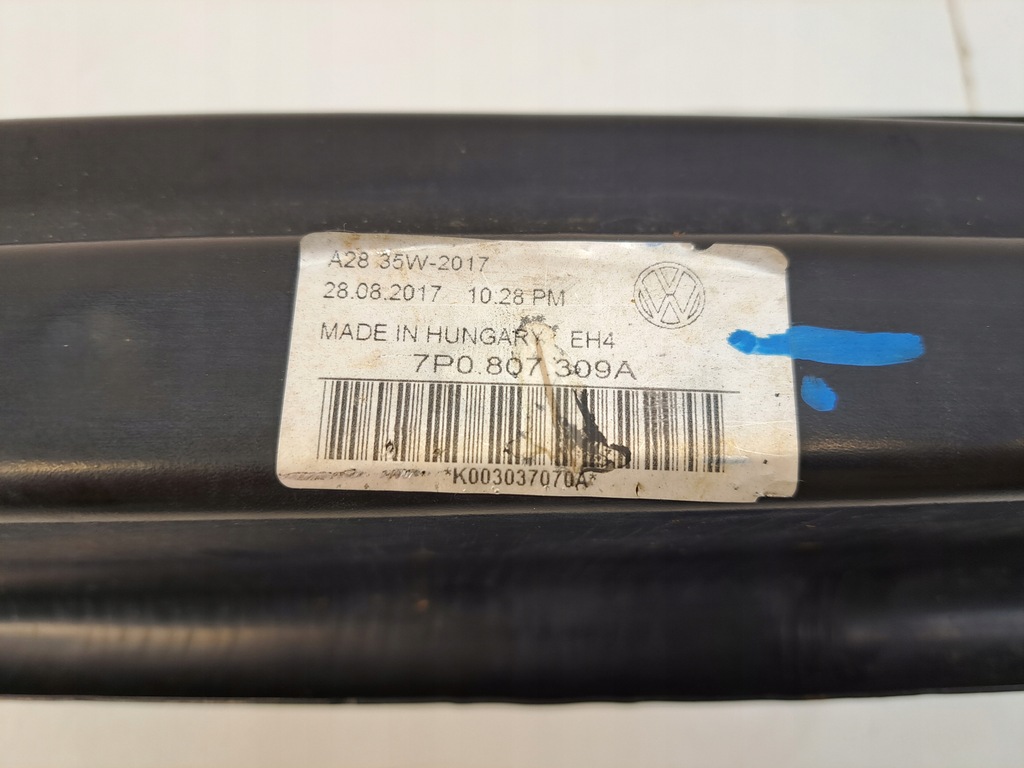 A28 35W-2017
28.08.2017 10.28 PM
MADE IN HUNGARY EH4
7P0.807.309A
*K003037070A*